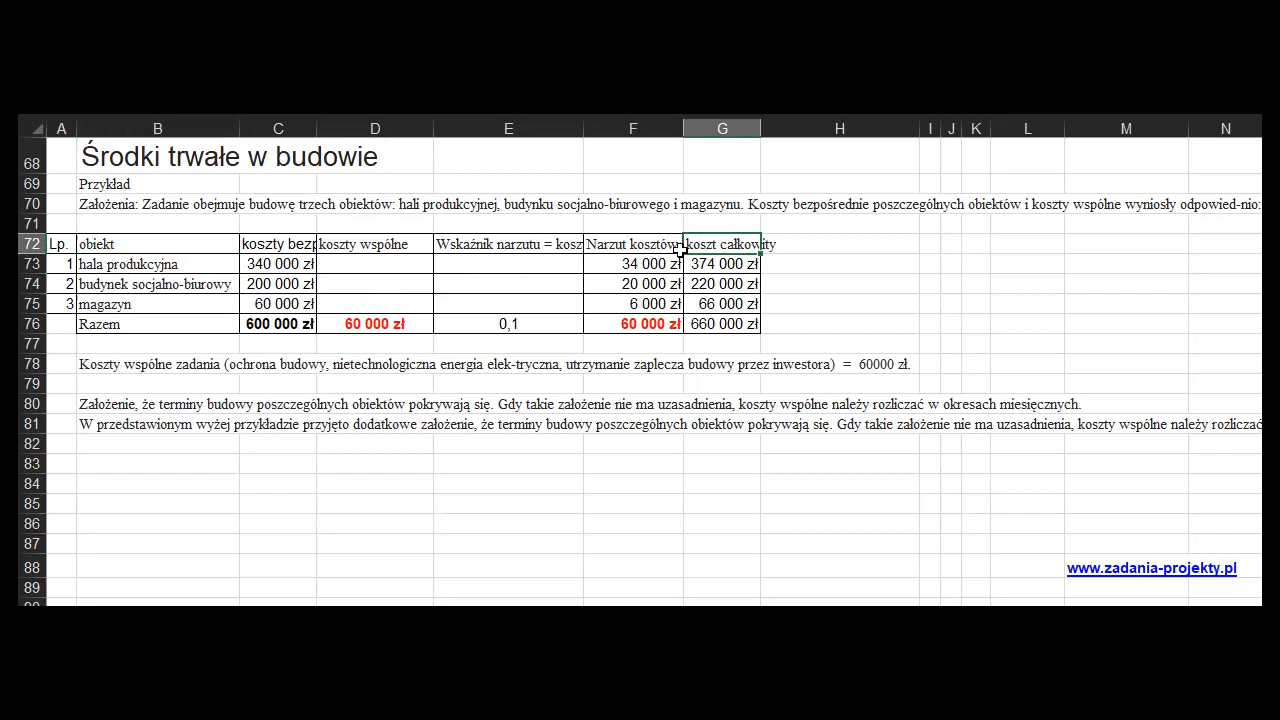 A B C D E F G H I J K L M N
68 Środki trwałe w budowie
69 Przykład
70 Założenia: Zadanie obejmuje budowę trzech obiektów: hali produkcyjnej, budynku socjalno-biurowego i magazynu. Koszty bezpośrednie poszczególnych obiektów i koszty wspólne wyniosły odpowied-nio:
71
72 Lp. obiekt koszty bezp koszty wspólne Wskaźnik narzutu = kosz Narzut kosztów koszt całkowity
73 1 hala produkcyjna 340 000 zł 34 000 zł 374 000 zł
74 2 budynek socjalno-biurowy 200 000 zł 20 000 zł 220 000 zł
75 3 magazyn 60 000 zł 6 000 zł 66 000 zł
76 Razem 600 000 zł 60 000 zł 0,1 60 000 zł 660 000 zł
77
78 Koszty wspólne zadania (ochrona budowy, nietechnologiczna energia elek-tryczna, utrzymanie zaplecza budowy przez inwestora) = 60000 zł.
79
80 Założenie, że terminy budowy poszczególnych obiektów pokrywają się. Gdy takie założenie nie ma uzasadnienia, koszty wspólne należy rozliczać w okresach miesięcznych.
81 W przedstawionym wyżej przykładzie przyjęto dodatkowe założenie, że terminy budowy poszczególnych obiektów pokrywają się. Gdy takie założenie nie ma uzasadnienia, koszty wspólne należy rozliczać
82
83
84
85
86
87
88 www.zadania-projekty.pl
89